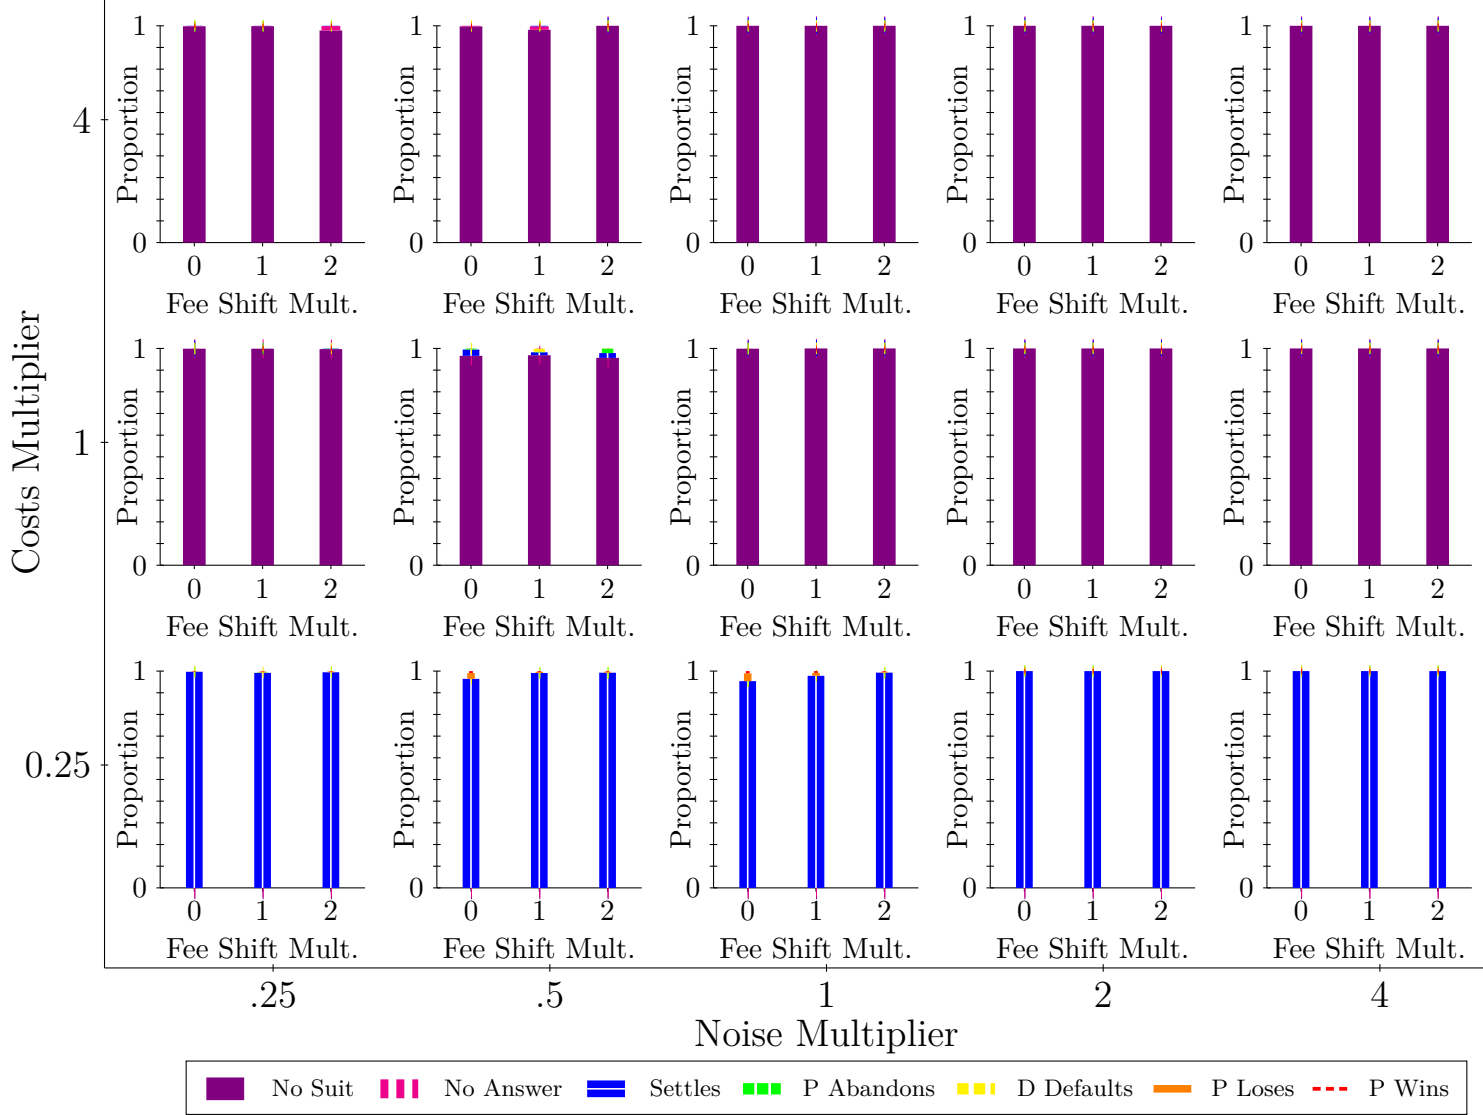 Costs Multiplier
4
Proportion
1
0
0 1 2
Fee Shift Mult.
Proportion
1
0
0 1 2
Fee Shift Mult.
Proportion
1
0
0 1 2
Fee Shift Mult.
Proportion
1
0
0 1 2
Fee Shift Mult.
Proportion
1
0
0 1 2
Fee Shift Mult.
1
Proportion
1
0
0 1 2
Fee Shift Mult.
Proportion
1
0
0 1 2
Fee Shift Mult.
Proportion
1
0
0 1 2
Fee Shift Mult.
Proportion
1
0
0 1 2
Fee Shift Mult.
Proportion
1
0
0 1 2
Fee Shift Mult.
0.25
Proportion
1
0
0 1 2
Fee Shift Mult.
Proportion
1
0
0 1 2
Fee Shift Mult.
Proportion
1
0
0 1 2
Fee Shift Mult.
Proportion
1
0
0 1 2
Fee Shift Mult.
Proportion
1
0
0 1 2
Fee Shift Mult.
.25 .5 1 2 4
Noise Multiplier
No Suit No Answer Settles P Abandons D Defaults P Loses P Wins